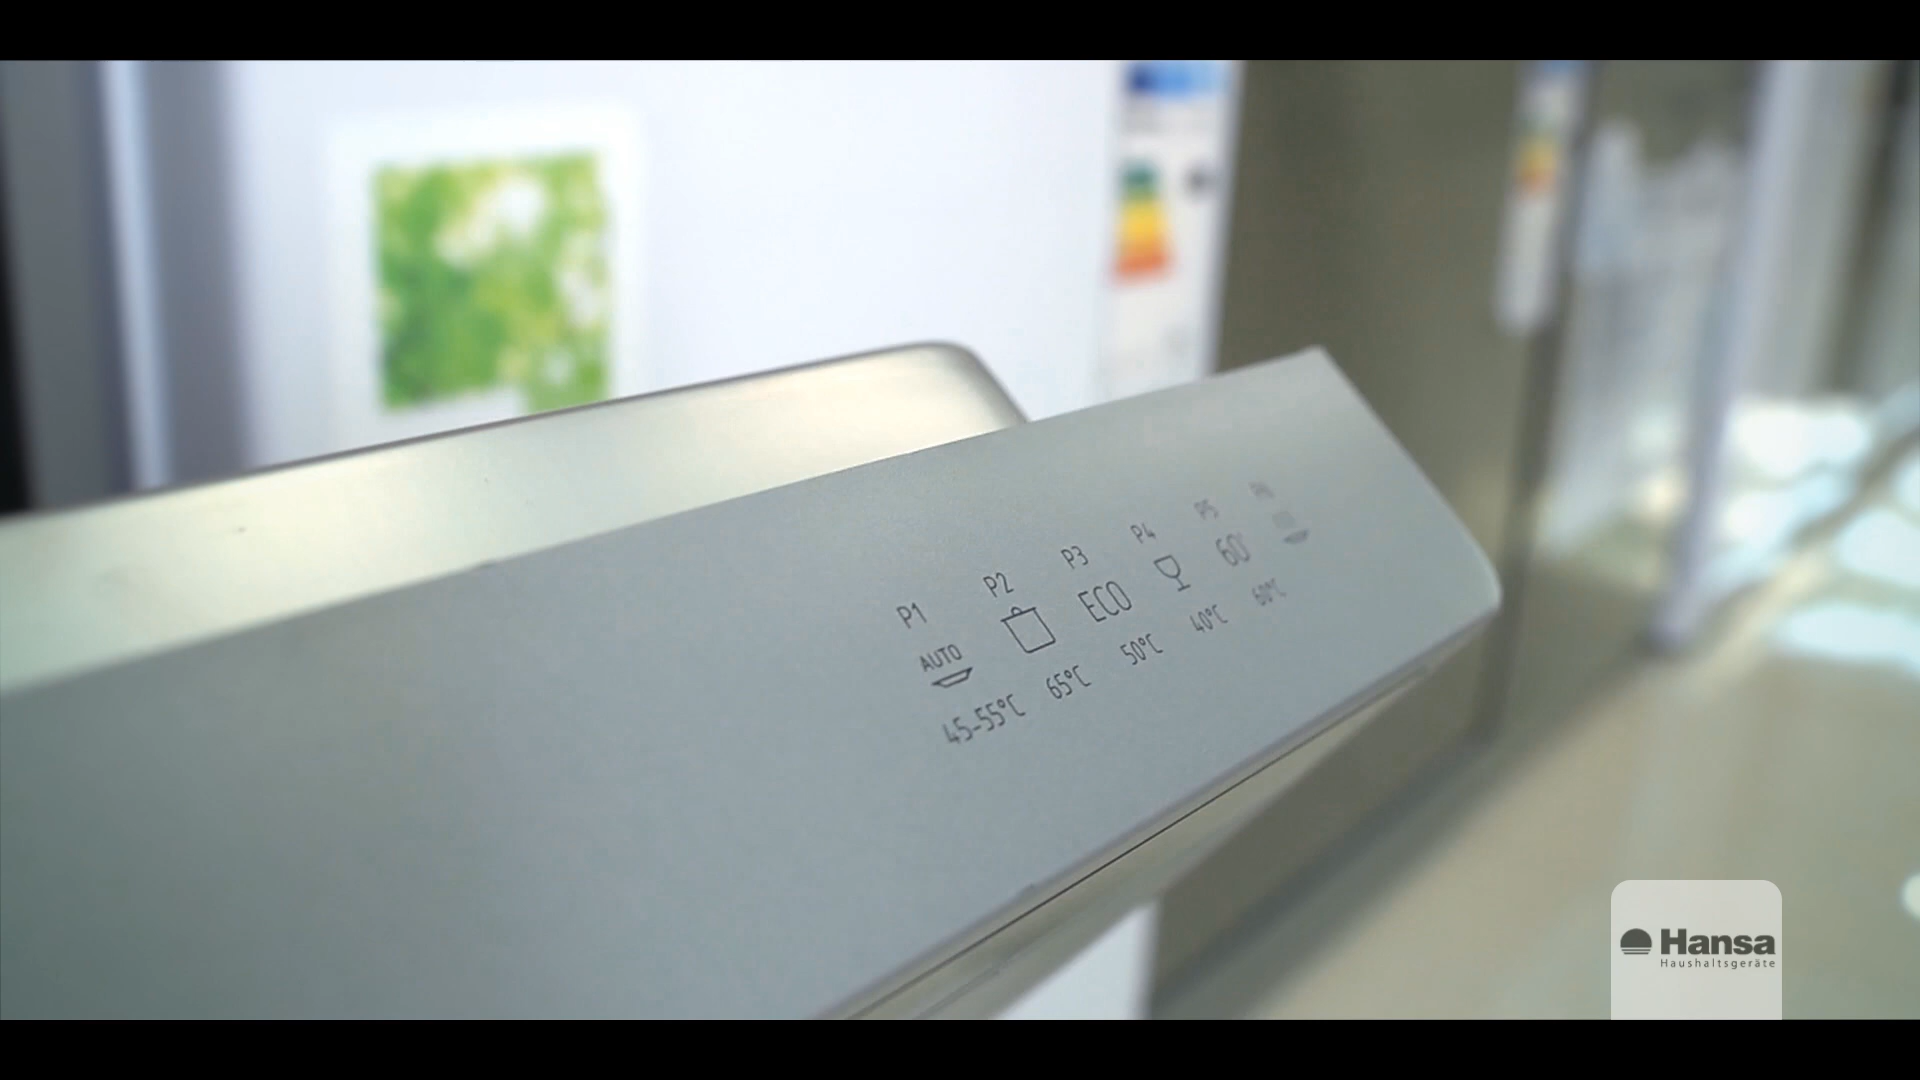 P1 P2 P3 P4 P5
AUTO ECO 60'
45-55°C 65°C 50°C 40°C 60°C
Hansa
Haushaltsgeräte